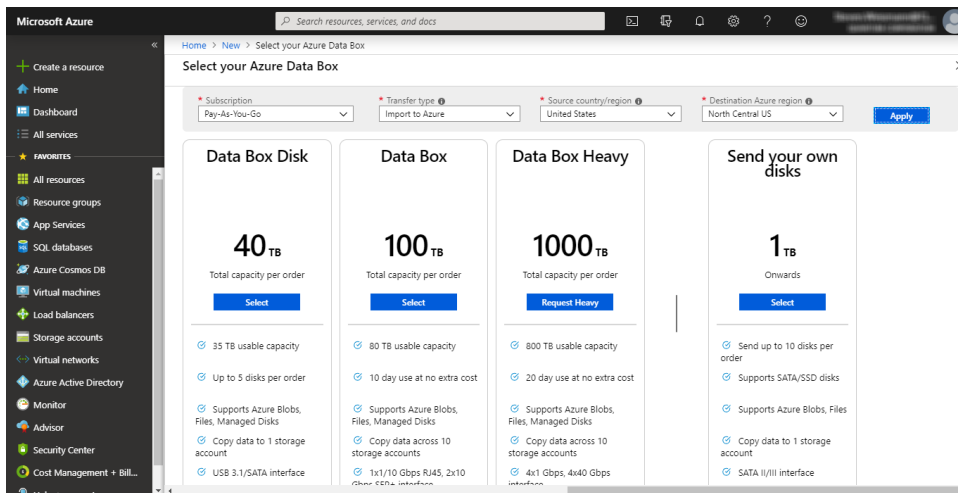 Microsoft Azure
Search resources, services, and docs
Home > New > Select your Azure Data Box
Select your Azure Data Box
Create a resource
Home
Dashboard
All services
FAVORITES
All resources
Resource groups
App Services
SQL databases
Azure Cosmos DB
Virtual machines
Load balancers
Storage accounts
Virtual networks
Azure Active Directory
Monitor
Advisor
Security Center
Cost Management + Bill...
* Subscription
Pay-As-You-Go
* Transfer type
Import to Azure
* Source country/region
United States
* Destination Azure region
North Central US
Apply
Data Box Disk
40 TB
Total capacity per order
Select
35 TB usable capacity
Up to 5 disks per order
Supports Azure Blobs,
Files, Managed Disks
Copy data to 1 storage
account
USB 3.1/SATA interface
Data Box
100 TB
Total capacity per order
Select
80 TB usable capacity
10 day use at no extra cost
Supports Azure Blobs,
Files, Managed Disks
Copy data across 10
storage accounts
1x1/10 Gbps RJ45, 2x10
Gbps SFP+ interface
Data Box Heavy
1000 TB
Total capacity per order
Request Heavy
800 TB usable capacity
20 day use at no extra cost
Supports Azure Blobs,
Files, Managed Disks
Copy data across 10
storage accounts
4x1 Gbps, 4x40 Gbps
interface
Send your own
disks
1 TB
Onwards
Select
Send up to 10 disks per
order
Supports SATA/SSD disks
Supports Azure Blobs, Files
Copy data to 1 storage
account
SATA II/III interface